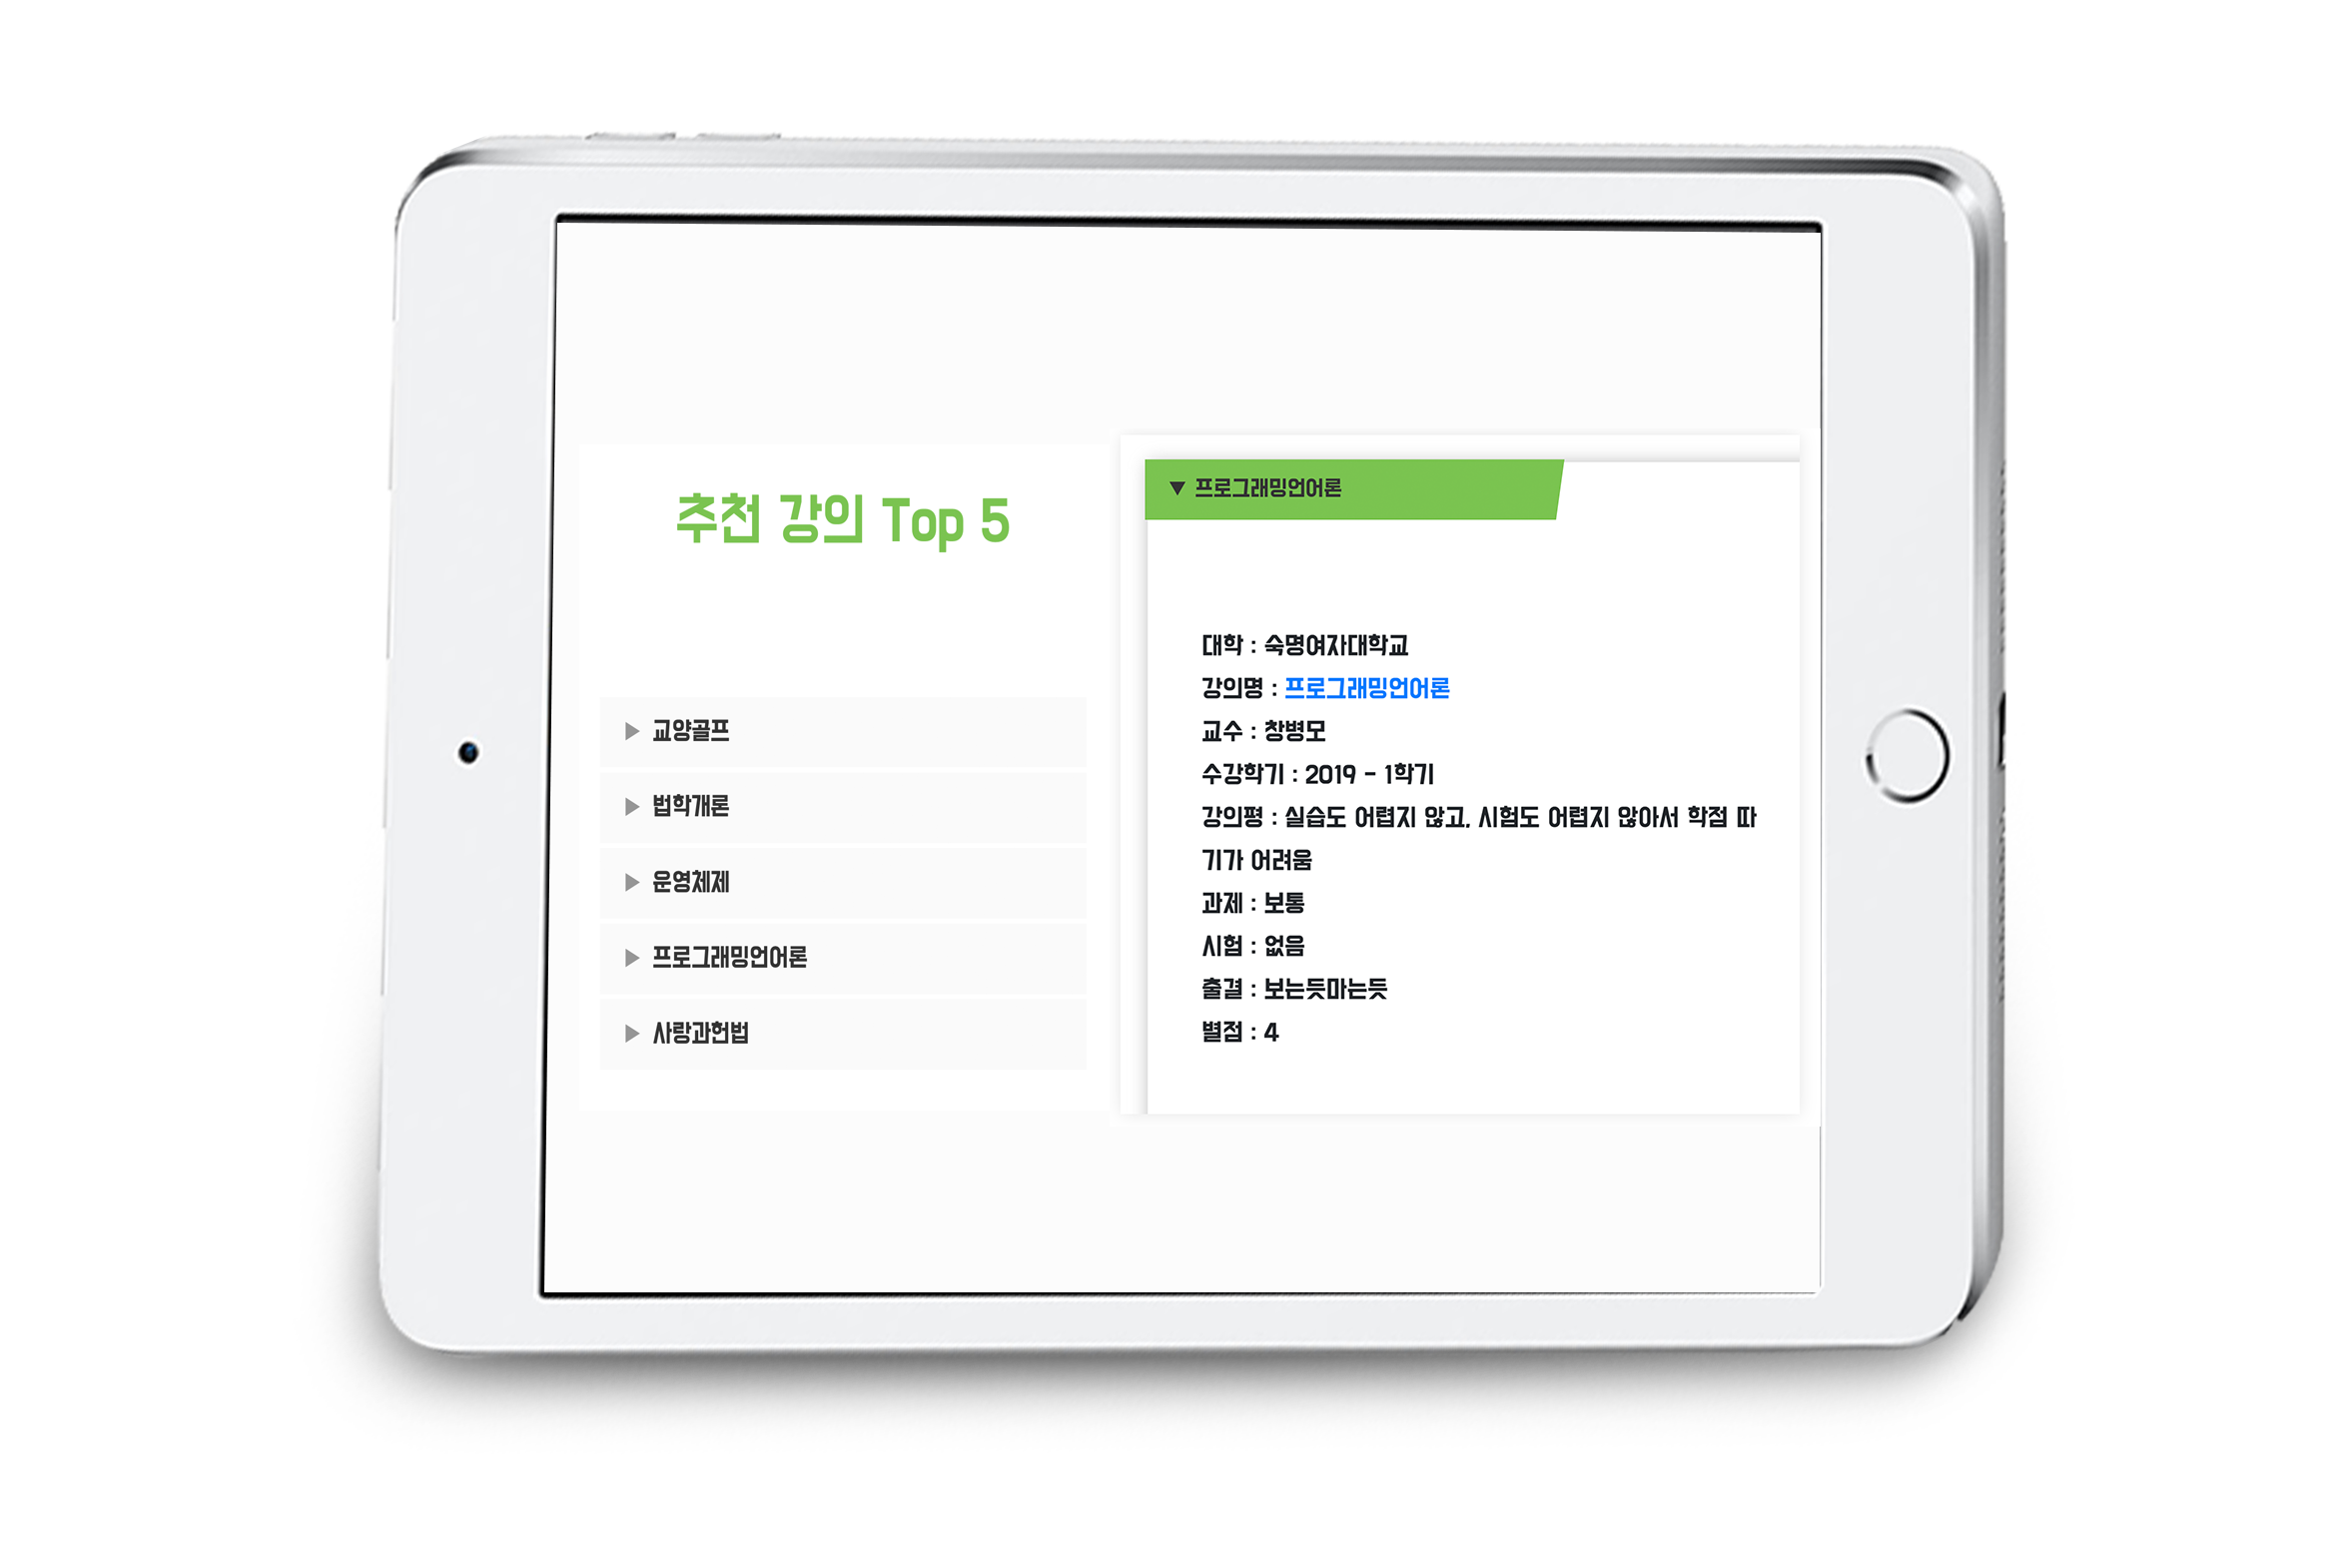 추천 강의 Top 5
▶ 교양골프
▶ 법학개론
▶ 운영체제
▶ 프로그래밍언어론
▶ 사랑과헌법
▼ 프로그래밍언어론
대학 : 숙명여자대학교
강의명 : 프로그래밍언어론
교수 : 창병모
수강학기 : 2019 - 1학기
강의평 : 실습도 어렵지 않고, 시험도 어렵지 않아서 학점 따
기가 어려움
과제 : 보통
시험 : 없음
출결 : 보는듯마는듯
별점 : 4